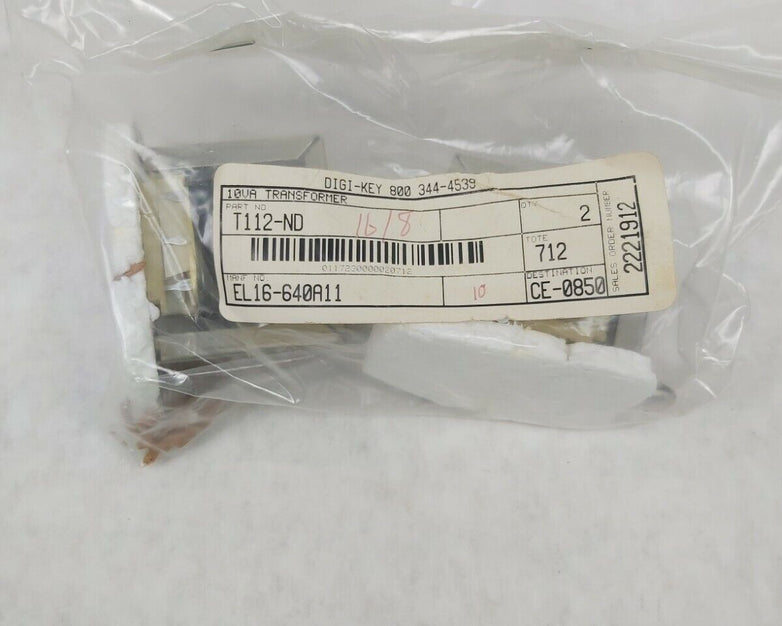 DIGI-KEY 800 344-4539
10VA TRANSFORMER
PART NO
T112-ND
16/8
QTY
2
0117230000020712
TOTE
712
MANF NO
EL16-640A11
10
DESTINATION
CE-0850
SALES ORDER NUMBER
2221912